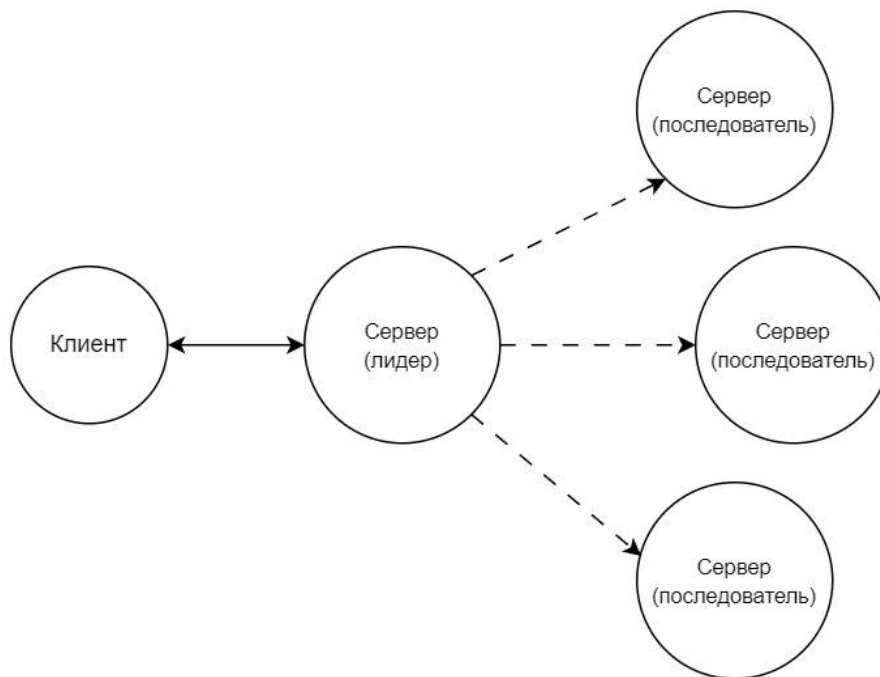 Сервер
(последователь)
Клиент
Сервер
(лидер)
Сервер
(последователь)
Сервер
(последователь)